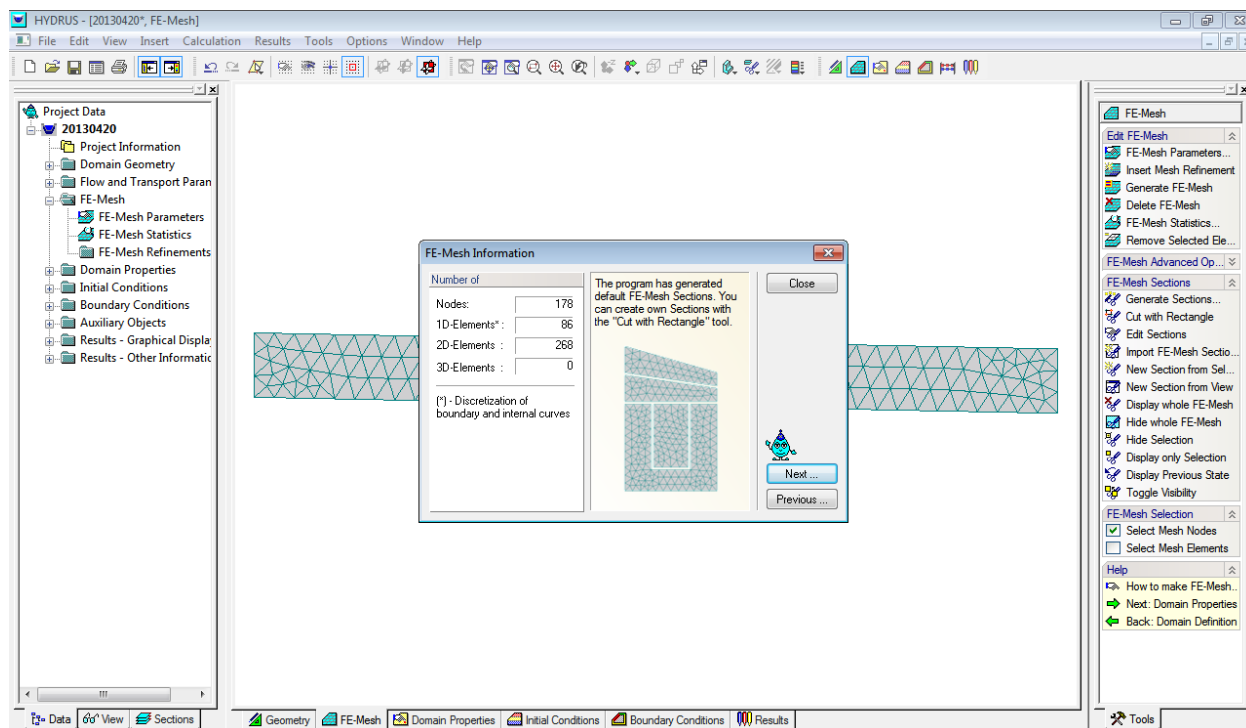 HYDRUS - [20130420*, FE-Mesh]
File Edit View Insert Calculation Results Tools Options Window Help
Project Data
20130420
Project Information
Domain Geometry
Flow and Transport Paran
FE-Mesh
FE-Mesh Parameters
FE-Mesh Statistics
FE-Mesh Refinements
Domain Properties
Initial Conditions
Boundary Conditions
Auxiliary Objects
Results - Graphical Display
Results - Other Informatic
Data View Sections
FE-Mesh Information
Number of
Nodes: 178
1D-Elements* : 86
2D-Elements : 268
3D-Elements : 0
(*) - Discretization of
boundary and internal curves
The program has generated
default FE-Mesh Sections. You
can create own Sections with
the "Cut with Rectangle" tool.
Close
Next ...
Previous ...
Geometry FE-Mesh Domain Properties Initial Conditions Boundary Conditions Results
FE-Mesh
Edit FE-Mesh
FE-Mesh Parameters...
Insert Mesh Refinement
Generate FE-Mesh
Delete FE-Mesh
FE-Mesh Statistics...
Remove Selected Ele...
FE-Mesh Advanced Op...
FE-Mesh Sections
Generate Sections...
Cut with Rectangle
Edit Sections
Import FE-Mesh Sectio...
New Section from Sel...
New Section from View
Display whole FE-Mesh
Hide whole FE-Mesh
Hide Selection
Display only Selection
Display Previous State
Toggle Visibility
FE-Mesh Selection
Select Mesh Nodes
Select Mesh Elements
Help
How to make FE-Mesh..
Next: Domain Properties
Back: Domain Definition
Tools